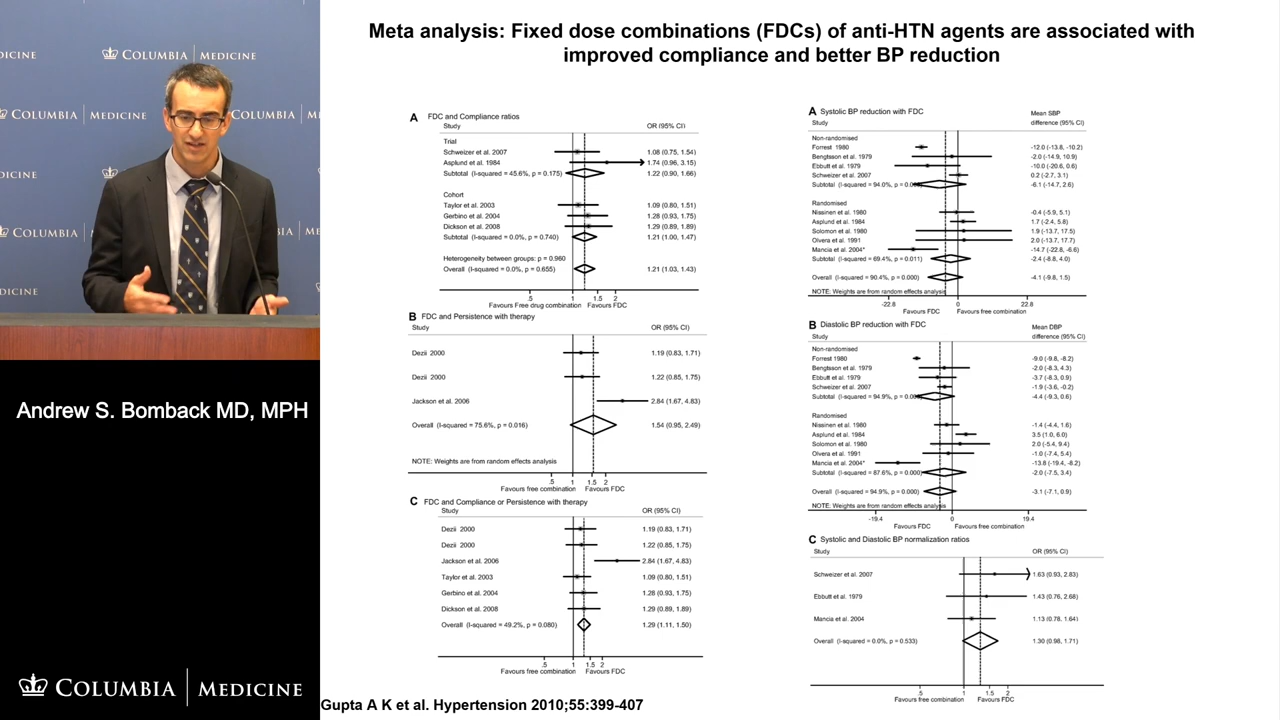 Meta analysis: Fixed dose combinations (FDCs) of anti-HTN agents are associated with
improved compliance and better BP reduction
COLUMBIA MEDICINE
COLUMBIA MEDICINE
COLUMBIA MEDICINE
Andrew S. Bomback MD, MPH
COLUMBIA MEDICINE
A FDC and Compliance ratios
Study OR (95% CI)
Trial
Schweizer et al. 2007 1.08 (0.75, 1.54)
Asplund et al. 1984 1.74 (0.96, 3.15)
Subtotal (I-squared = 45.6%, p = 0.175) 1.22 (0.90, 1.66)
Cohort
Taylor et al. 2003 1.09 (0.80, 1.51)
Gerbino et al. 2004 1.28 (0.93, 1.75)
Dickson et al. 2008 1.29 (0.89, 1.89)
Subtotal (I-squared = 0.0%, p = 0.740) 1.21 (1.00, 1.47)
Heterogeneity between groups: p = 0.960
Overall (I-squared = 0.0%, p = 0.655) 1.21 (1.03, 1.43)
.5 1 1.5 2
Favours Free drug combination Favours FDC
B FDC and Persistence with therapy
Study OR (95% CI)
Dezii 2000 1.19 (0.83, 1.71)
Dezii 2000 1.22 (0.85, 1.75)
Jackson et al. 2006 2.84 (1.67, 4.83)
Overall (I-squared = 75.6%, p = 0.016) 1.54 (0.95, 2.49)
NOTE: Weights are from random effects analysis
.5 1 1.5 2
Favours free combination Favours FDC
C FDC and Compliance or Persistence with therapy
Study OR (95% CI)
Dezii 2000 1.19 (0.83, 1.71)
Dezii 2000 1.22 (0.85, 1.75)
Jackson et al. 2006 2.84 (1.67, 4.83)
Taylor et al. 2003 1.09 (0.80, 1.51)
Gerbino et al. 2004 1.28 (0.93, 1.75)
Dickson et al. 2008 1.29 (0.89, 1.89)
Overall (I-squared = 49.2%, p = 0.080) 1.29 (1.11, 1.50)
.5 1 1.5 2
Favours free combination Favours FDC
A Systolic BP reduction with FDC
Mean SBP
Study difference (95% CI)
Non-randomised
Forrest 1980 -12.0 (-13.8, -10.2)
Bengtsson et al. 1979 -2.0 (-14.9, 10.9)
Ebbutt et al. 1979 -10.0 (-20.6, 0.6)
Schweizer et al. 2007 0.2 (-2.7, 3.1)
Subtotal (I-squared = 94.0%, p = -6.1 (-14.7, 2.6)
Randomised
Nissinen et al. 1980 -0.4 (-5.9, 5.1)
Asplund et al. 1984 1.7 (-2.4, 5.8)
Solomon et al. 1980 1.9 (-13.7, 17.5)
Olvera et al. 1991 2.0 (-13.7, 17.7)
Mancia et al. 2004* -14.7 (-22.8, -6.6)
Subtotal (I-squared = 69.4%, p = 0.011) -2.4 (-8.8, 4.0)
Overall (I-squared = 90.4%, p = 0.000) -4.1 (-9.8, 1.5)
NOTE: Weights are from random effects analysis
-22.8 0 22.8
Favours FDC Favours free combination
B Diastolic BP reduction with FDC
Mean DBP
Study difference (95% CI)
Non-randomised
Forrest 1980 -9.0 (-9.8, -8.2)
Bengtsson et al. 1979 -2.0 (-8.3, 4.3)
Ebbutt et al. 1979 -3.7 (-8.3, 0.9)
Schweizer et al. 2007 -1.9 (-3.6, -0.2)
Subtotal (I-squared = 94.9%, p = -4.4 (-9.3, 0.6)
Randomised
Nissinen et al. 1980 -1.4 (-4.4, 1.6)
Asplund et al. 1984 3.5 (1.0, 6.0)
Solomon et al. 1980 2.0 (-5.4, 9.4)
Olvera et al. 1991 -1.0 (-7.4, 5.4)
Mancia et al. 2004* -13.8 (-19.4, -8.2)
Subtotal (I-squared = 87.6%, p = 0.000) -2.0 (-7.5, 3.4)
Overall (I-squared = 94.9%, p = 0.000) -3.1 (-7.1, 0.9)
NOTE: Weights are from random effects analysis
-19.4 0 19.4
Favours FDC Favours free combination
C Systolic and Diastolic BP normalization ratios
Study OR (95% CI)
Schweizer et al. 2007 1.63 (0.93, 2.83)
Ebbutt et al. 1979 1.43 (0.76, 2.68)
Mancia et al. 2004 1.13 (0.78, 1.64)
Overall (I-squared = 0.0%, p = 0.533) 1.30 (0.98, 1.71)
.5 1 1.5 2
Favours free combination Favours FDC
Gupta A K et al. Hypertension 2010;55:399-407